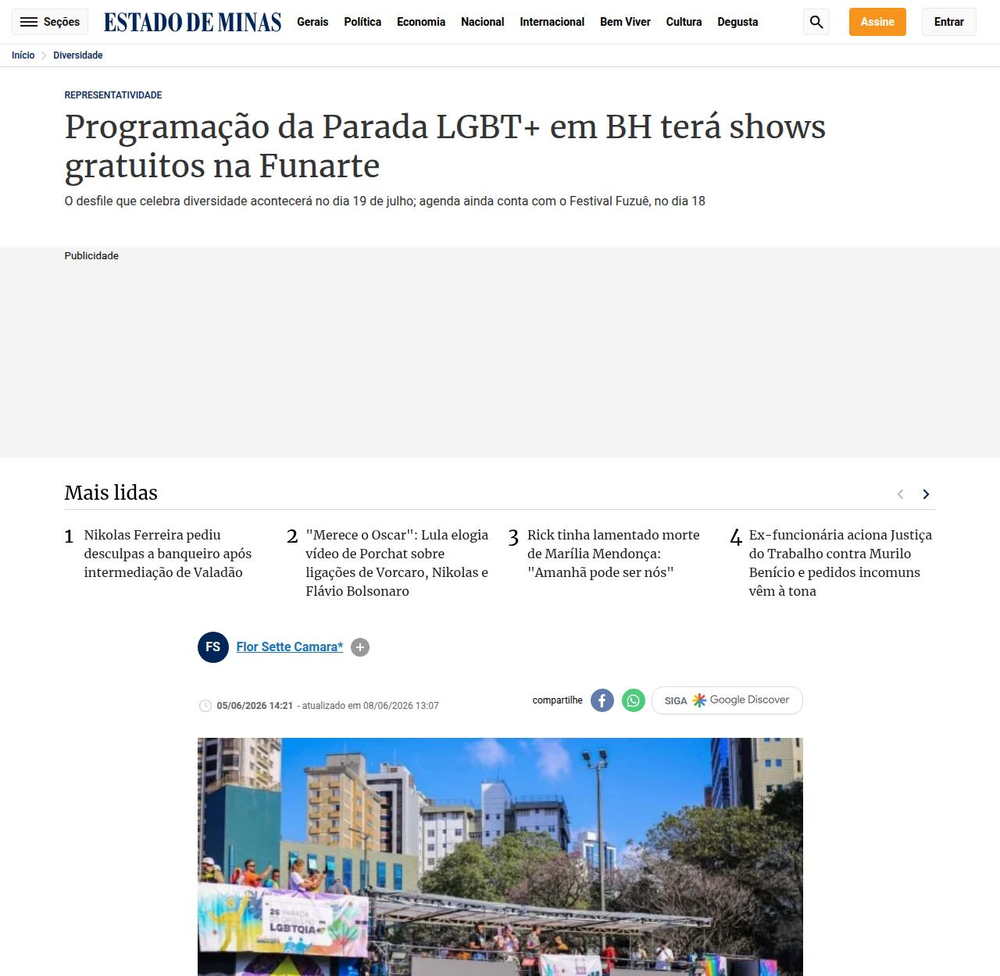 Seções
ESTADO DE MINAS
Gerais
Política
Economia
Nacional
Internacional
Bem Viver
Cultura
Degusta
Assine
Entrar
Início
Diversidade
REPRESENTATIVIDADE
Programação da Parada LGBT+ em BH terá shows
gratuitos na Funarte
O desfile que celebra diversidade acontecerá no dia 19 de julho; agenda ainda conta com o Festival Fuzuê, no dia 18
Publicidade
Mais lidas
1
Nikolas Ferreira pediu
desculpas a banqueiro após
intermediação de Valadão
2
"Merece o Oscar": Lula elogia
vídeo de Porchat sobre
ligações de Vorcaro, Nikolas e
Flávio Bolsonaro
3
Rick tinha lamentado morte
de Marília Mendonça:
"Amanhã pode ser nós"
4
Ex-funcionária aciona Justiça
do Trabalho contra Murilo
Benício e pedidos incomuns
vêm à tona
FS
Flor Sette Camara*
05/06/2026 14:21 - atualizado em 08/06/2026 13:07
compartilhe
SIGA Google Discover
26ª PARADA
DO ORGULHO
LGBTQIA+